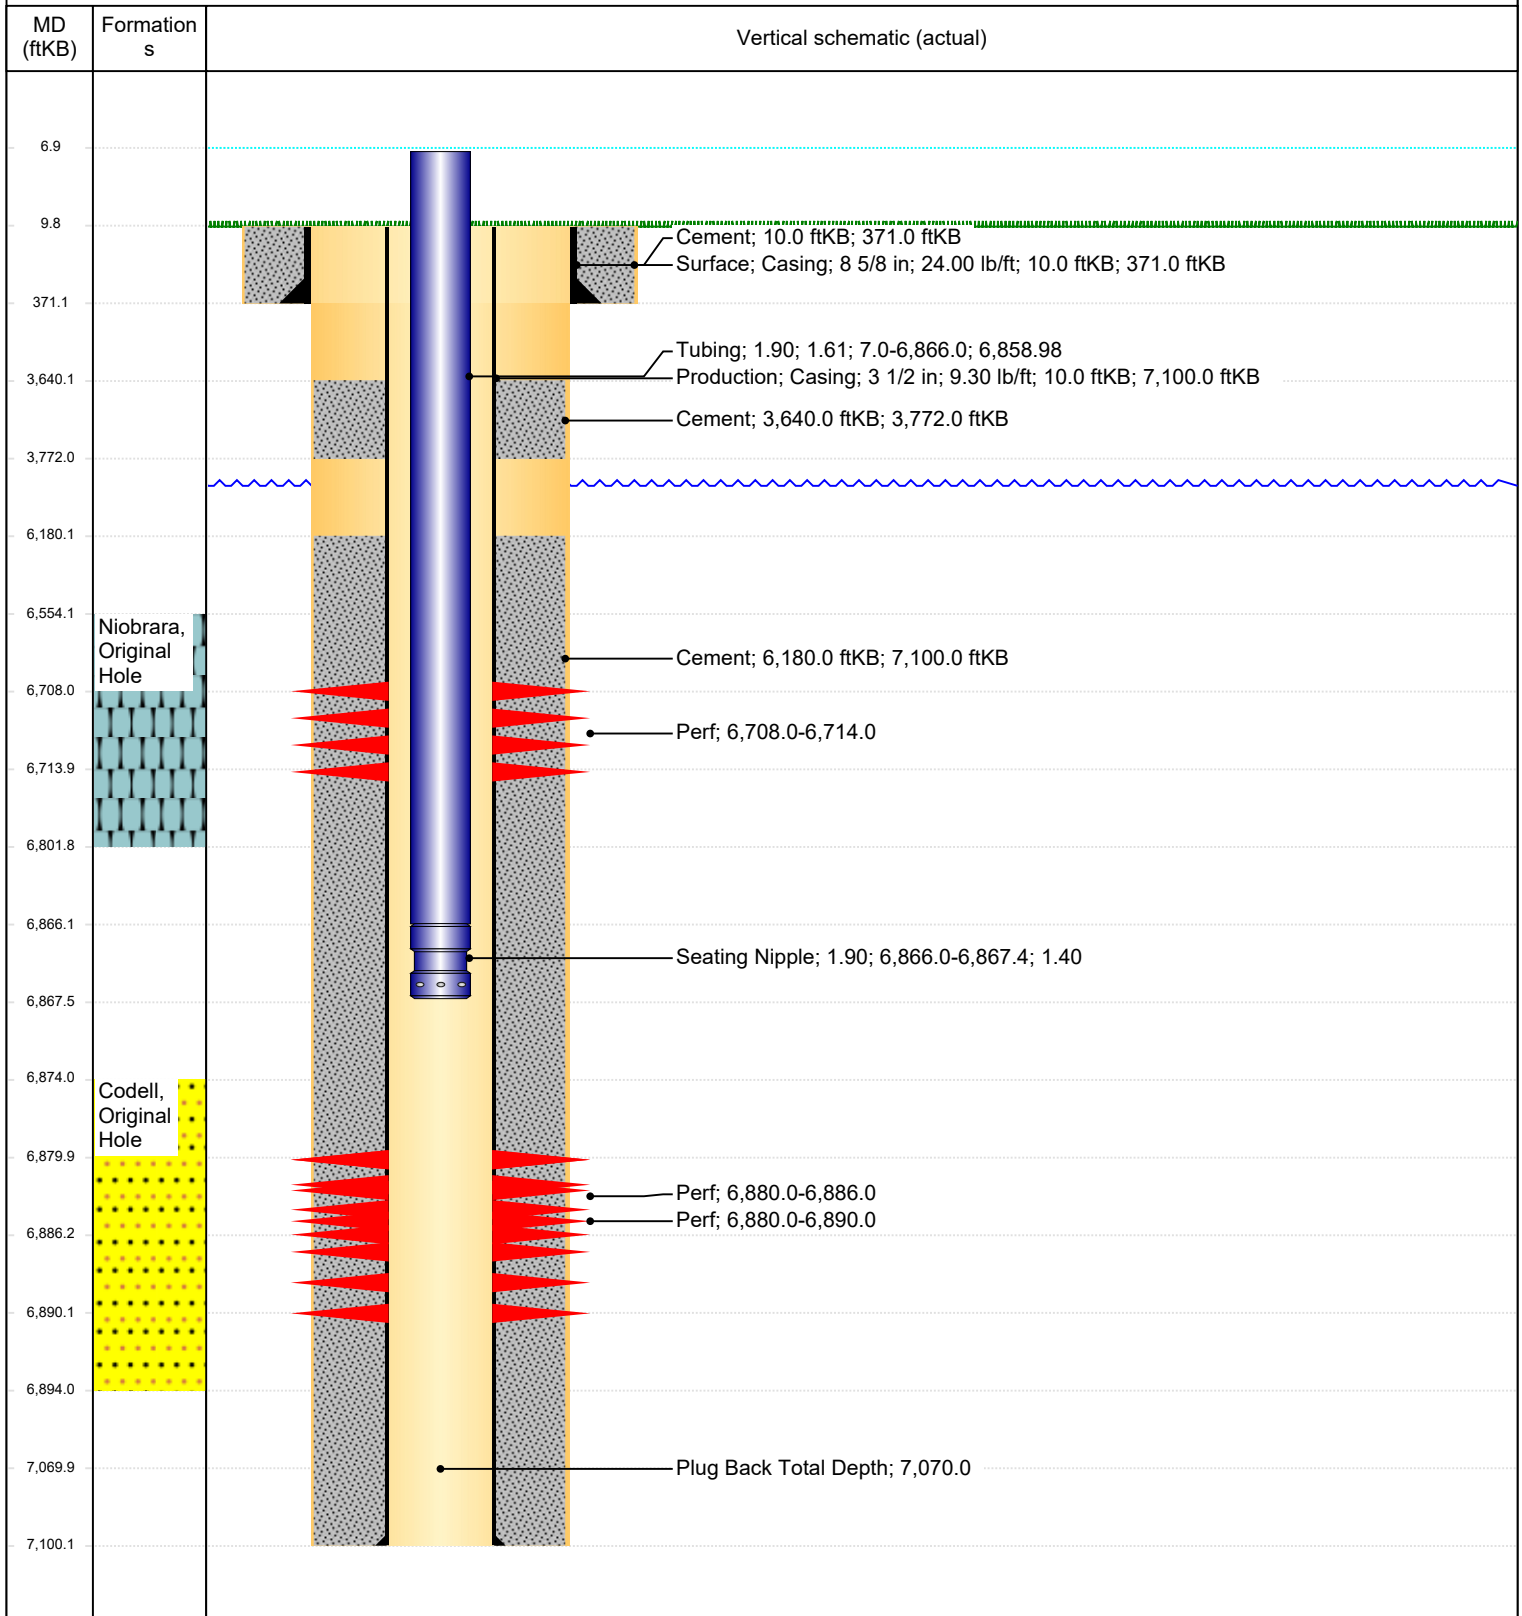 MD
(ftKB)
Formation
s
Vertical schematic (actual)
6.9
9.8
Cement; 10.0 ftKB; 371.0 ftKB
Surface; Casing; 8 5/8 in; 24.00 lb/ft; 10.0 ftKB; 371.0 ftKB
371.1
Tubing; 1.90; 1.61; 7.0-6,866.0; 6,858.98
3,640.1
Production; Casing; 3 1/2 in; 9.30 lb/ft; 10.0 ftKB; 7,100.0 ftKB
Cement; 3,640.0 ftKB; 3,772.0 ftKB
3,772.0
6,180.1
6,554.1
Niobrara,
Original
Hole
Cement; 6,180.0 ftKB; 7,100.0 ftKB
6,708.0
Perf; 6,708.0-6,714.0
6,713.9
6,801.8
6,866.1
Seating Nipple; 1.90; 6,866.0-6,867.4; 1.40
6,867.5
6,874.0
Codell,
Original
Hole
6,879.9
Perf; 6,880.0-6,886.0
Perf; 6,880.0-6,890.0
6,886.2
6,890.1
6,894.0
7,069.9
Plug Back Total Depth; 7,070.0
7,100.1